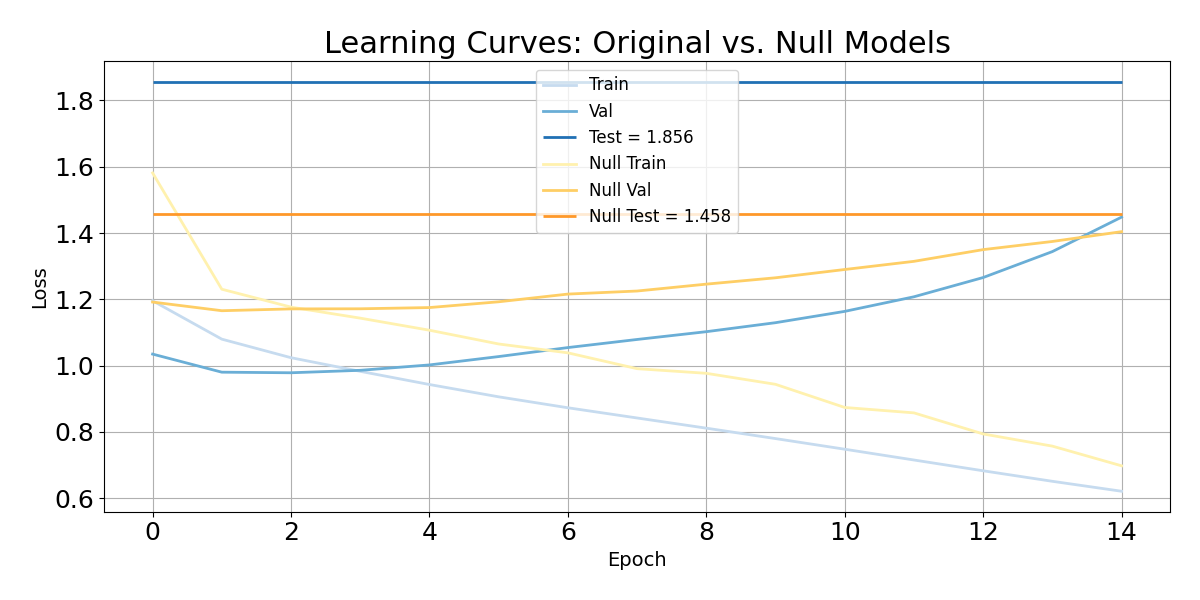 Learning Curves: Original vs. Null Models
Loss
1.8
1.6
1.4
1.2
1.0
0.8
0.6
Train
Val
Test = 1.856
Null Train
Null Val
Null Test = 1.458
0 2 4 6 8 10 12 14
Epoch